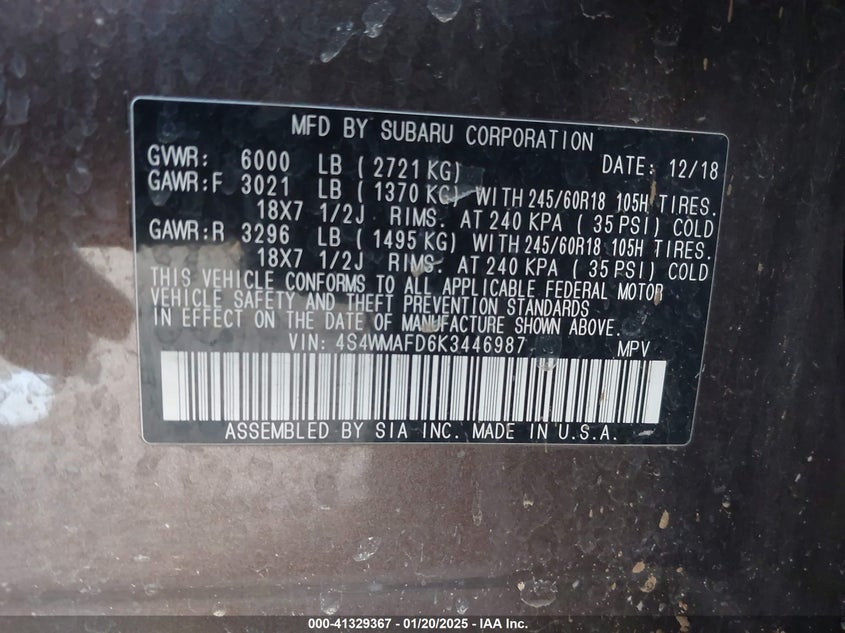 MFD BY SUBARU CORPORATION
GVWR: 6000 LB ( 2721 KG) DATE: 12/18
GAWR:F 3021 LB ( 1370 KG) WITH 245/60R18 105H TIRES.
18X7 1/2J RIMS. AT 240 KPA ( 35 PSI) COLD
GAWR:R 3296 LB ( 1495 KG) WITH 245/60R18 105H TIRES.
18X7 1/2J RIMS. AT 240 KPA ( 35 PSI) COLD
THIS VEHICLE CONFORMS TO ALL APPLICABLE FEDERAL MOTOR
VEHICLE SAFETY AND THEFT PREVENTION STANDARDS
IN EFFECT ON THE DATE OF MANUFACTURE SHOWN ABOVE.
VIN: 4S4WMAFD6K3446987 MPV
ASSEMBLED BY SIA INC. MADE IN U.S.A.
000-41329367 - 01/20/2025 - IAA Inc.